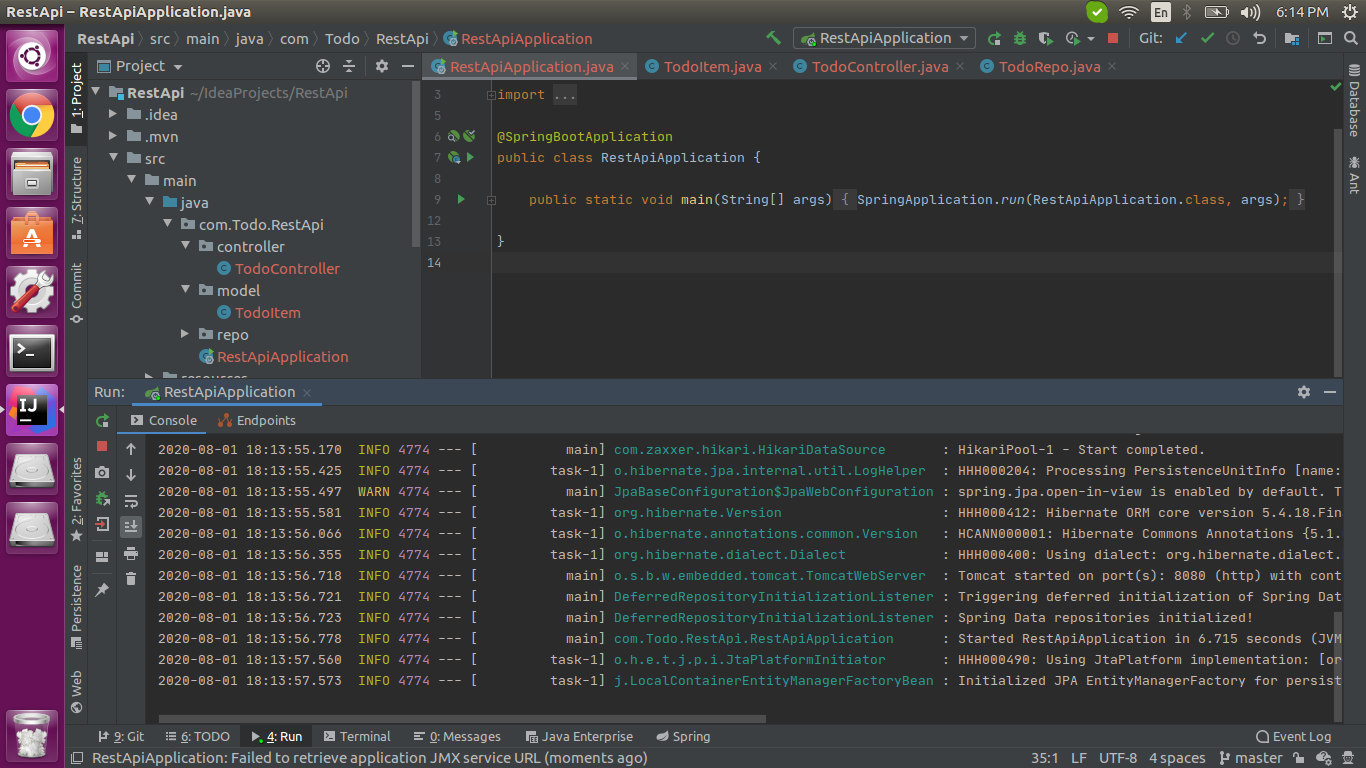 RestApi – RestApiApplication.java
En
6:14 PM
RestApi src main java com Todo RestApi RestApiApplication
RestApiApplication
Git:
1: Project
7: Structure
Commit
2: Favorites
Persistence
Web
Project
RestApi ~/IdeaProjects/RestApi
.idea
.mvn
src
main
java
com.Todo.RestApi
controller
TodoController
model
TodoItem
repo
RestApiApplication
resources
RestApiApplication.java
TodoItem.java
TodoController.java
TodoRepo.java
3 import ...
5
6 @SpringBootApplication
7 public class RestApiApplication {
8
9 public static void main(String[] args) { SpringApplication.run(RestApiApplication.class, args); }
12
13 }
14
Database
Ant
Run: RestApiApplication
Console
Endpoints
2020-08-01 18:13:55.170 INFO 4774 --- [ main] com.zaxxer.hikari.HikariDataSource : HikariPool-1 - Start completed.
2020-08-01 18:13:55.425 INFO 4774 --- [ task-1] o.hibernate.jpa.internal.util.LogHelper : HHH000204: Processing PersistenceUnitInfo [name:
2020-08-01 18:13:55.497 WARN 4774 --- [ main] JpaBaseConfiguration$JpaWebConfiguration : spring.jpa.open-in-view is enabled by default. T
2020-08-01 18:13:55.581 INFO 4774 --- [ task-1] org.hibernate.Version : HHH000412: Hibernate ORM core version 5.4.18.Fin
2020-08-01 18:13:56.066 INFO 4774 --- [ task-1] o.hibernate.annotations.common.Version : HCANN000001: Hibernate Commons Annotations {5.1.
2020-08-01 18:13:56.355 INFO 4774 --- [ task-1] org.hibernate.dialect.Dialect : HHH000400: Using dialect: org.hibernate.dialect.
2020-08-01 18:13:56.718 INFO 4774 --- [ main] o.s.b.w.embedded.tomcat.TomcatWebServer : Tomcat started on port(s): 8080 (http) with cont
2020-08-01 18:13:56.721 INFO 4774 --- [ main] DeferredRepositoryInitializationListener : Triggering deferred initialization of Spring Dat
2020-08-01 18:13:56.723 INFO 4774 --- [ main] DeferredRepositoryInitializationListener : Spring Data repositories initialized!
2020-08-01 18:13:56.778 INFO 4774 --- [ main] com.Todo.RestApi.RestApiApplication : Started RestApiApplication in 6.715 seconds (JVM
2020-08-01 18:13:57.560 INFO 4774 --- [ task-1] o.h.e.t.j.p.i.JtaPlatformInitiator : HHH000490: Using JtaPlatform implementation: [or
2020-08-01 18:13:57.573 INFO 4774 --- [ task-1] j.LocalContainerEntityManagerFactoryBean : Initialized JPA EntityManagerFactory for persist
9: Git
6: TODO
4: Run
Terminal
0: Messages
Java Enterprise
Spring
Event Log
RestApiApplication: Failed to retrieve application JMX service URL (moments ago)
35:1 LF UTF-8 4 spaces master
IJ